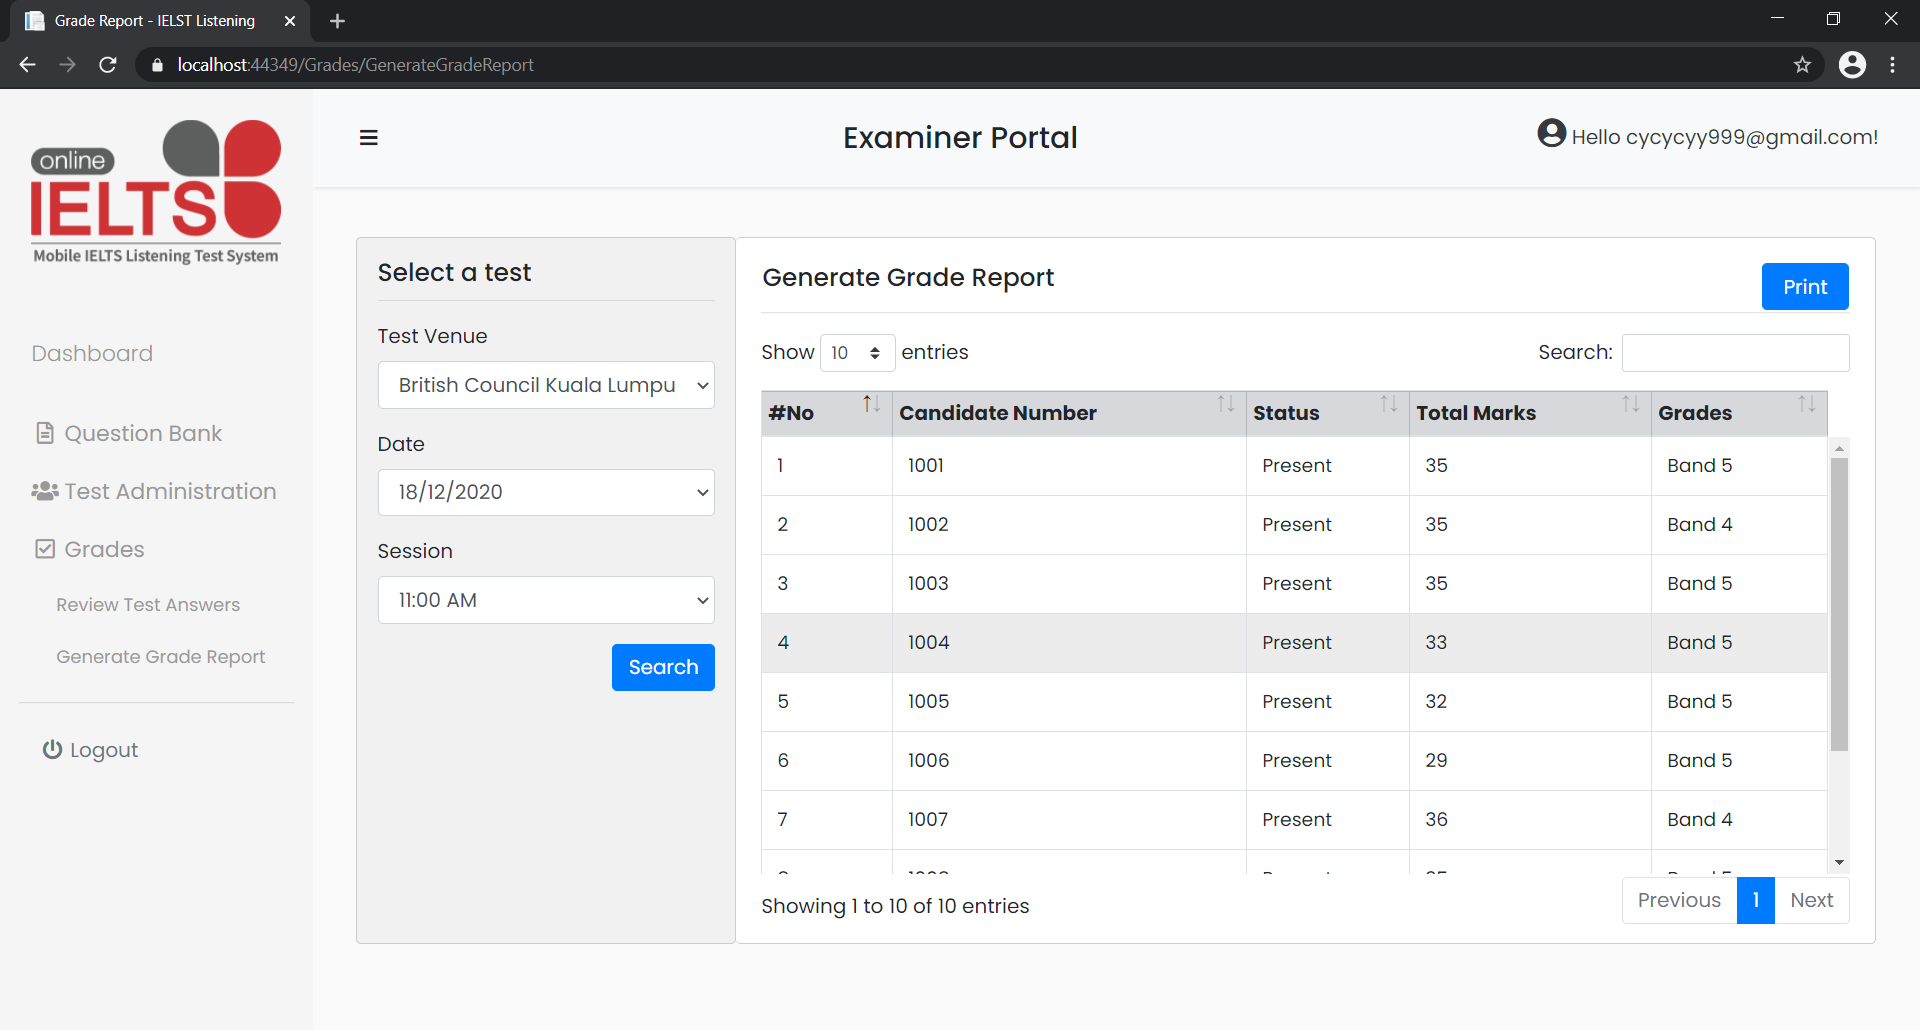 Grade Report - IELST Listening
localhost:44349/Grades/GenerateGradeReport
online
IELTS
Mobile IELTS Listening Test System
Examiner Portal
Hello cycycyy999@gmail.com!
Dashboard
Question Bank
Test Administration
Grades
Review Test Answers
Generate Grade Report
Logout
Select a test
Test Venue
British Council Kuala Lumpu
Date
18/12/2020
Session
11:00 AM
Search
Generate Grade Report
Print
Show 10 entries
Search:
#No Candidate Number Status Total Marks Grades
1 1001 Present 35 Band 5
2 1002 Present 35 Band 4
3 1003 Present 35 Band 5
4 1004 Present 33 Band 5
5 1005 Present 32 Band 5
6 1006 Present 29 Band 5
7 1007 Present 36 Band 4
Showing 1 to 10 of 10 entries
Previous 1 Next